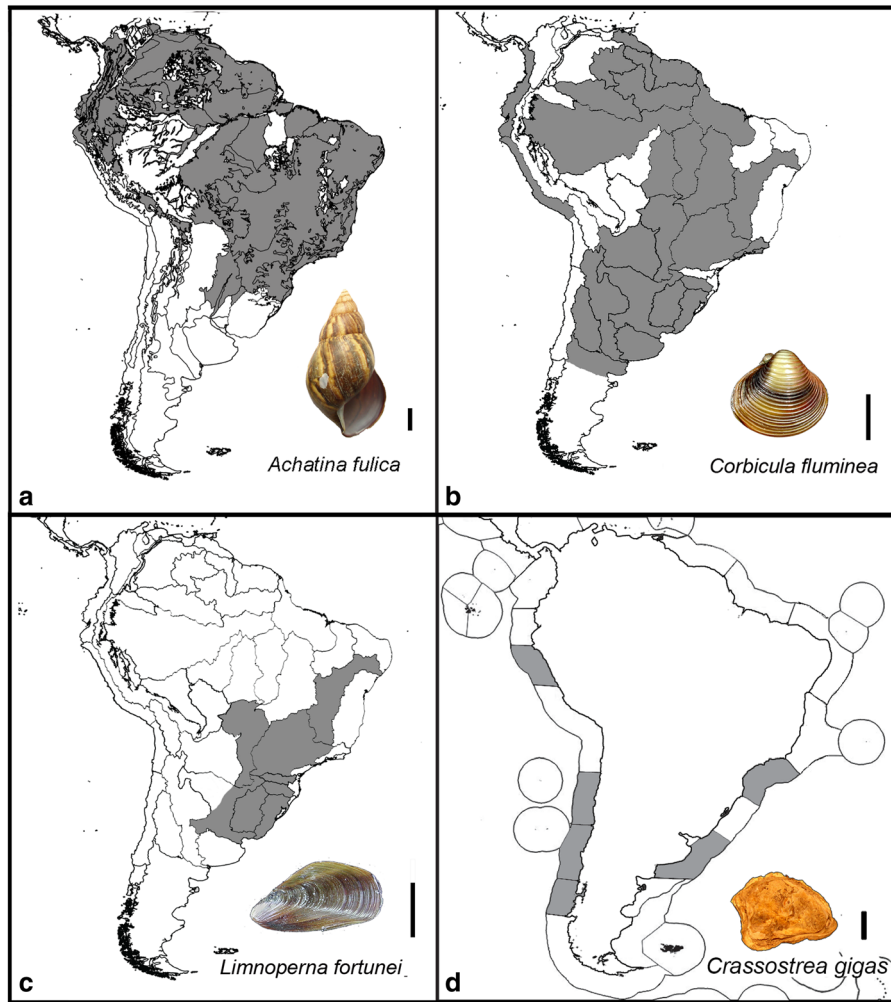 Achatina fulica
a
Corbicula fluminea
b
Limnoperna fortunei
c
Crassostrea gigas
d